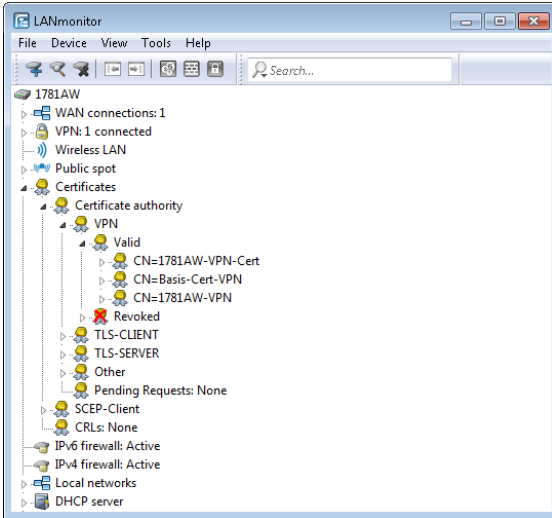 LANmonitor
File Device View Tools Help
Search...
1781AW
WAN connections: 1
VPN: 1 connected
Wireless LAN
Public spot
Certificates
Certificate authority
VPN
Valid
CN=1781AW-VPN-Cert
CN=Basis-Cert-VPN
CN=1781AW-VPN
Revoked
TLS-CLIENT
TLS-SERVER
Other
Pending Requests: None
SCEP-Client
CRLs: None
IPv6 firewall: Active
IPv4 firewall: Active
Local networks
DHCP server